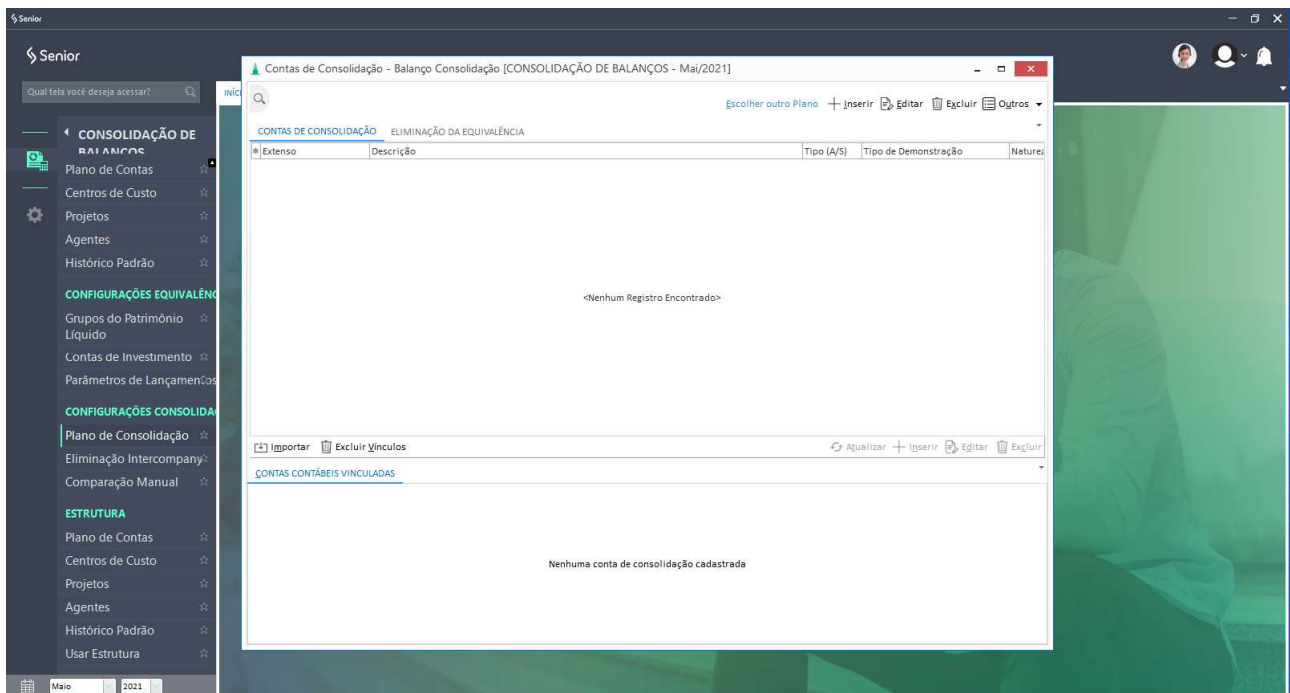 Senior
Senior
Qual tela você deseja acessar?
CONSOLIDAÇÃO DE
BALANÇOS
Plano de Contas
Centros de Custo
Projetos
Agentes
Histórico Padrão
CONFIGURAÇÕES EQUIVALÊNC
Grupos do Patrimônio
Líquido
Contas de Investimento
Parâmetros de Lançamentos
CONFIGURAÇÕES CONSOLIDA
Plano de Consolidação
Eliminação Intercompany
Comparação Manual
ESTRUTURA
Plano de Contas
Centros de Custo
Projetos
Agentes
Histórico Padrão
Usar Estrutura
Maio 2021
INÍC
Contas de Consolidação - Balanço Consolidação [CONSOLIDAÇÃO DE BALANÇOS - Mai/2021]
Escolher outro Plano Inserir Editar Excluir Outros
CONTAS DE CONSOLIDAÇÃO ELIMINAÇÃO DA EQUIVALÊNCIA
* Extenso Descrição Tipo (A/S) Tipo de Demonstração Naturez
<Nenhum Registro Encontrado>
Importar Excluir Vínculos Atualizar Inserir Editar Excluir
CONTAS CONTÁBEIS VINCULADAS
Nenhuma conta de consolidação cadastrada